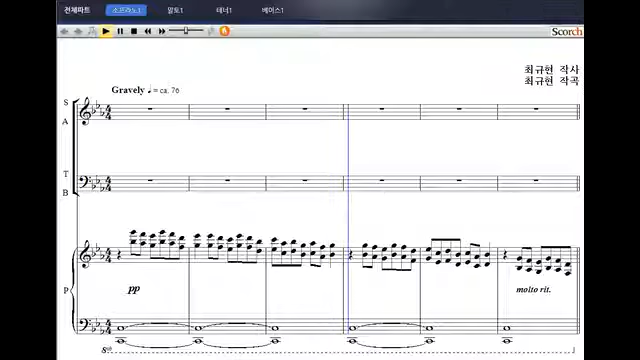 전체파트 소프라노1 알토1 테너1 베이스1
Scorch
최규현 작사
최규현 작곡
Gravely ♩ = ca. 76
S
A
T
B
P
pp
molto rit.
8vb